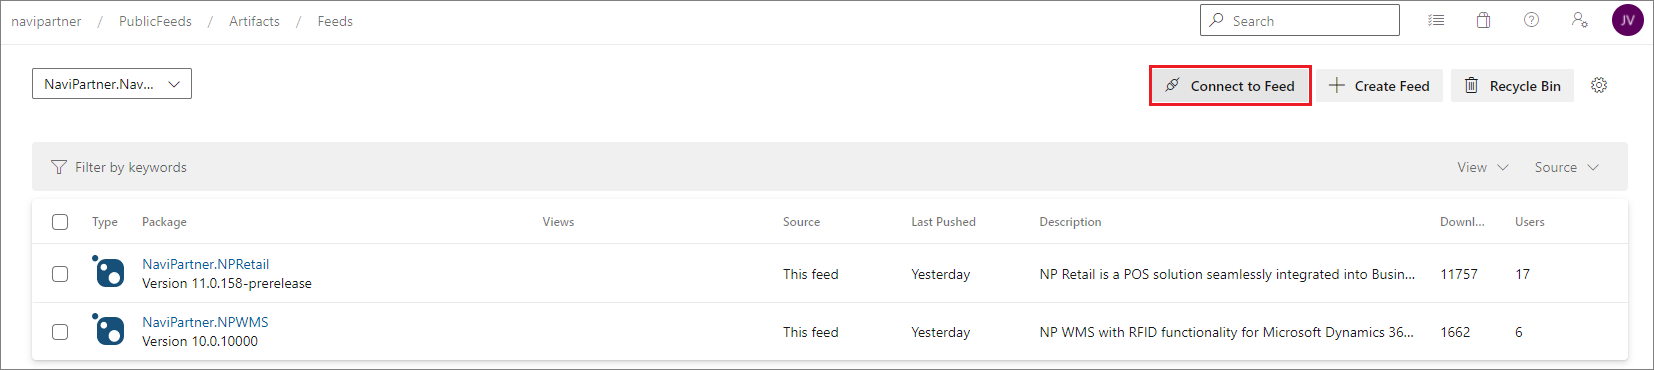 navipartner / PublicFeeds / Artifacts / Feeds Search JV
NaviPartner.Nav... Connect to Feed Create Feed Recycle Bin
Filter by keywords View Source
Type Package Views Source Last Pushed Description Downl... Users
NaviPartner.NPRetail
Version 11.0.158-prerelease This feed Yesterday NP Retail is a POS solution seamlessly integrated into Busin... 11757 17
NaviPartner.NPWMS
Version 10.0.10000 This feed Yesterday NP WMS with RFID functionality for Microsoft Dynamics 36... 1662 6